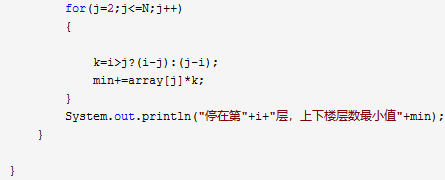 for(j=2;j<=N;j++)
{
k=i>j?(i-j):(j-i);
min+=array[j]*k;
}
System.out.println("停在第"+i+"层，上下楼层数最小值"+min);
}
}